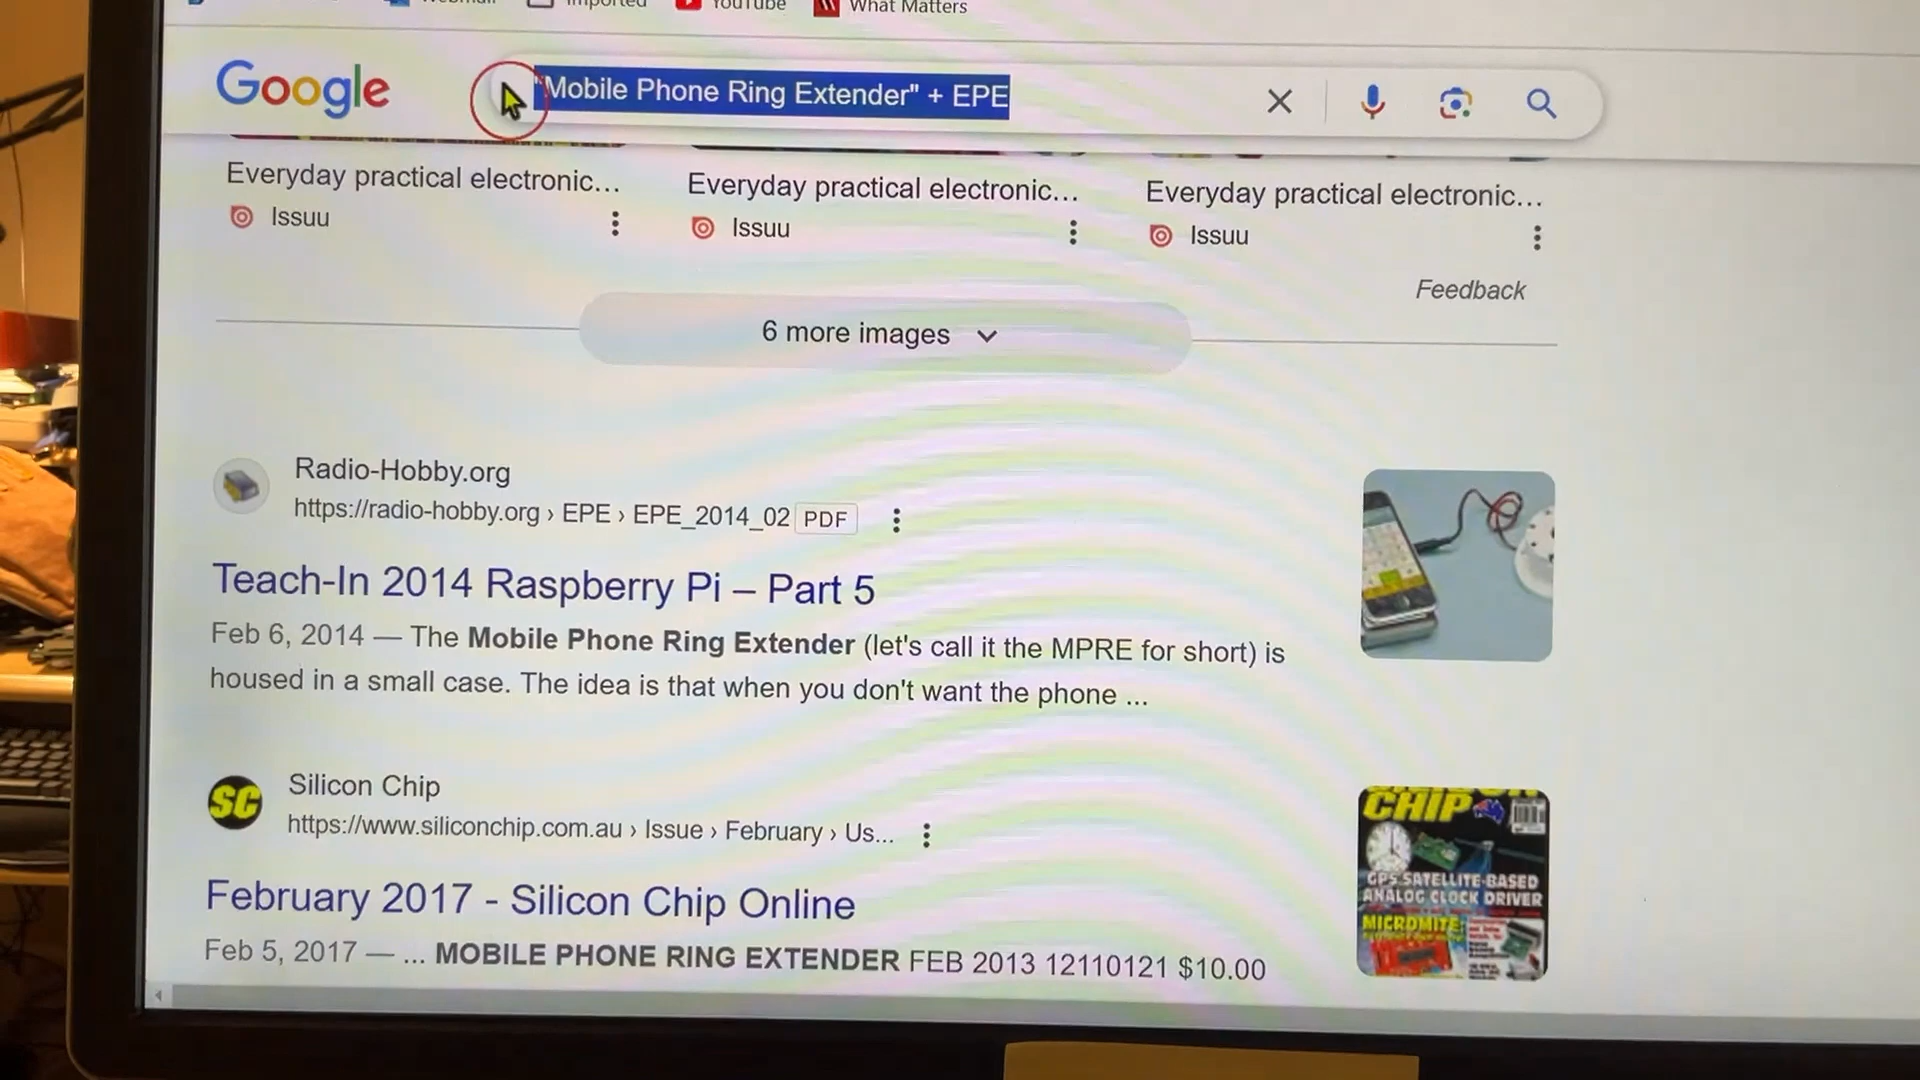 Imported
YouTube
What Matters
Google
"Mobile Phone Ring Extender" + EPE
Everyday practical electronic...
Everyday practical electronic...
Everyday practical electronic...
Issuu
Issuu
Issuu
Feedback
6 more images
Radio-Hobby.org
https://radio-hobby.org › EPE › EPE_2014_02 PDF
Teach-In 2014 Raspberry Pi – Part 5
Feb 6, 2014 — The Mobile Phone Ring Extender (let's call it the MPRE for short) is
housed in a small case. The idea is that when you don't want the phone ...
SC
Silicon Chip
https://www.siliconchip.com.au › Issue › February › Us...
February 2017 - Silicon Chip Online
Feb 5, 2017 — ... MOBILE PHONE RING EXTENDER FEB 2013 12110121 $10.00
CHIP
GPS SATELLITE-BASED
ANALOG CLOCK DRIVER
MICROMITE